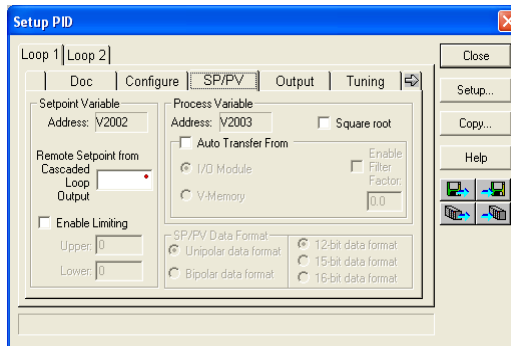 Setup PID
Loop 1 Loop 2
Close
Doc Configure SP/PV Output Tuning
Setup...
Setpoint Variable
Address: V2002
Process Variable
Address: V2003 Square root
Copy...
Auto Transfer From
Remote Setpoint from
Cascaded
Loop
Output
I/O Module
V-Memory
Enable
Filter
Factor:
0.0
Help
Enable Limiting
Upper: 0
Lower: 0
SP/PV Data Format
Unipolar data format
Bipolar data format
12-bit data format
15-bit data format
16-bit data format